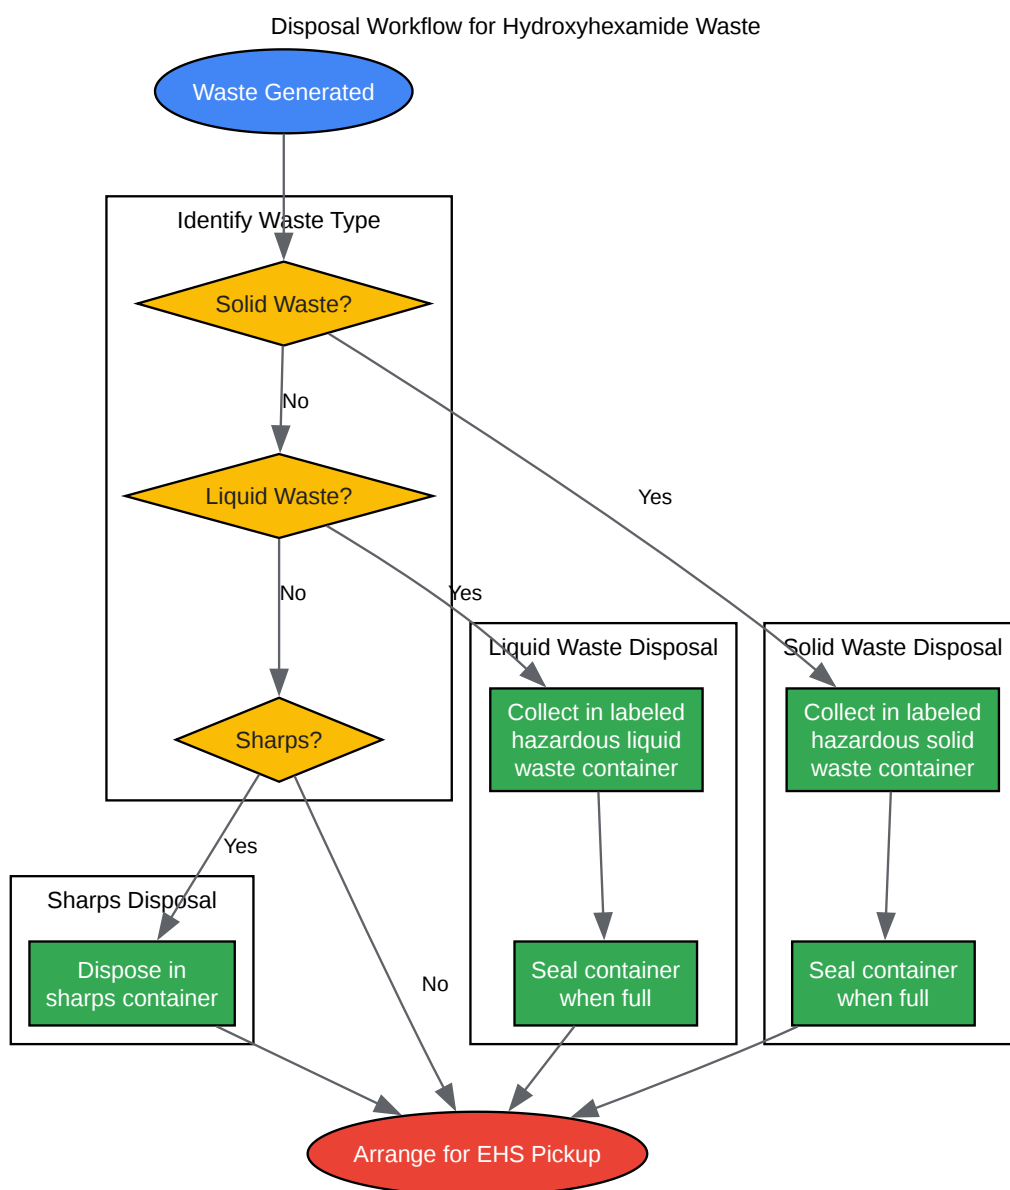 Disposal Workflow for Hydroxyhexamide Waste
Waste Generated
Identify Waste Type
Solid Waste?
No
Liquid Waste?
Yes
No
Yes
Liquid Waste Disposal
Solid Waste Disposal
Collect in labeled
hazardous liquid
waste container
Collect in labeled
hazardous solid
waste container
Sharps?
Yes
Sharps Disposal
Dispose in
sharps container
No
Seal container
when full
Seal container
when full
Arrange for EHS Pickup